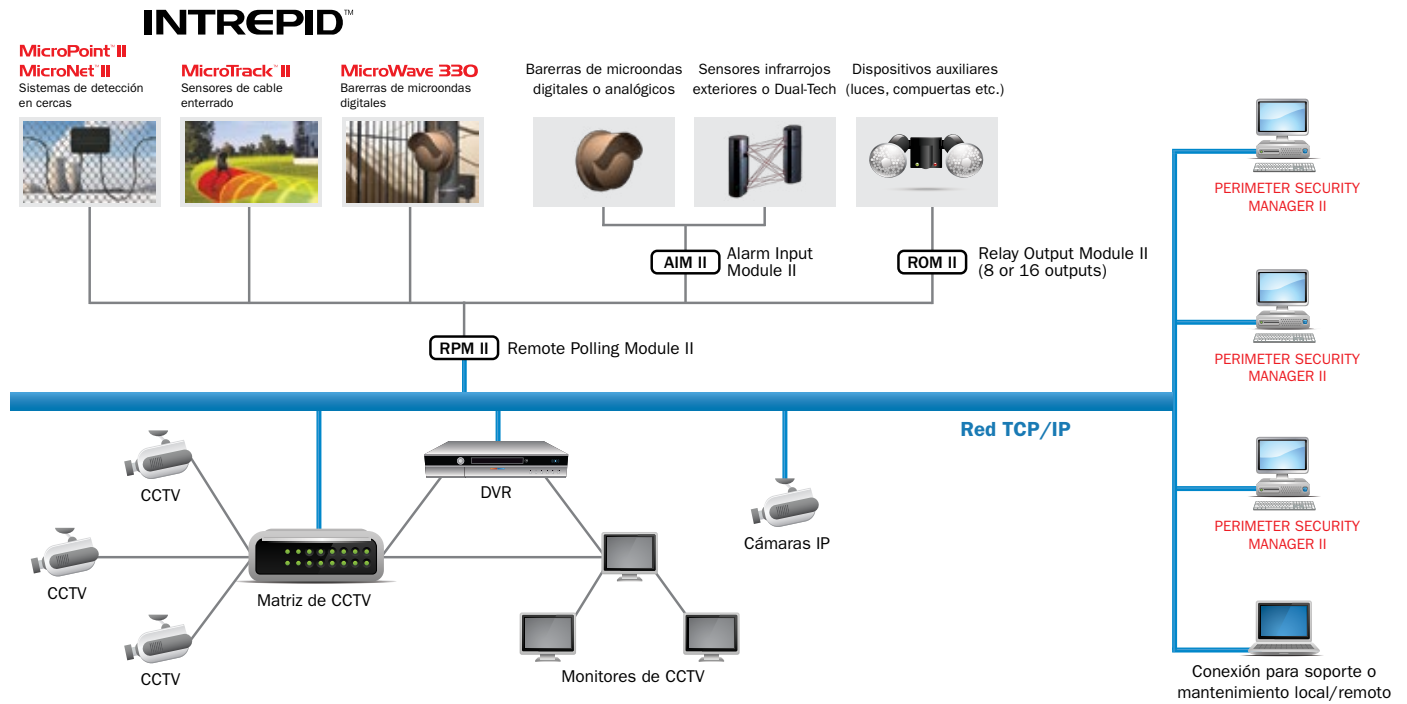 INTREPID™
MicroPoint™ II
MicroNet™ II
Sistemas de detección
en cercas
MicroTrack™ II
Sensores de cable
enterrado
MicroWave 330
Barerras de microondas
digitales
Barerras de microondas
digitales o analógicos
Sensores infrarrojos
exteriores o Dual-Tech
Dispositivos auxiliares
(luces, compuertas etc.)
AIM II
Alarm Input
Module II
ROM II
Relay Output Module II
(8 or 16 outputs)
RPM II
Remote Polling Module II
PERIMETER SECURITY
MANAGER II
PERIMETER SECURITY
MANAGER II
Red TCP/IP
PERIMETER SECURITY
MANAGER II
CCTV
CCTV
CCTV
Matriz de CCTV
DVR
Cámaras IP
Monitores de CCTV
Conexión para soporte o
mantenimiento local/remoto